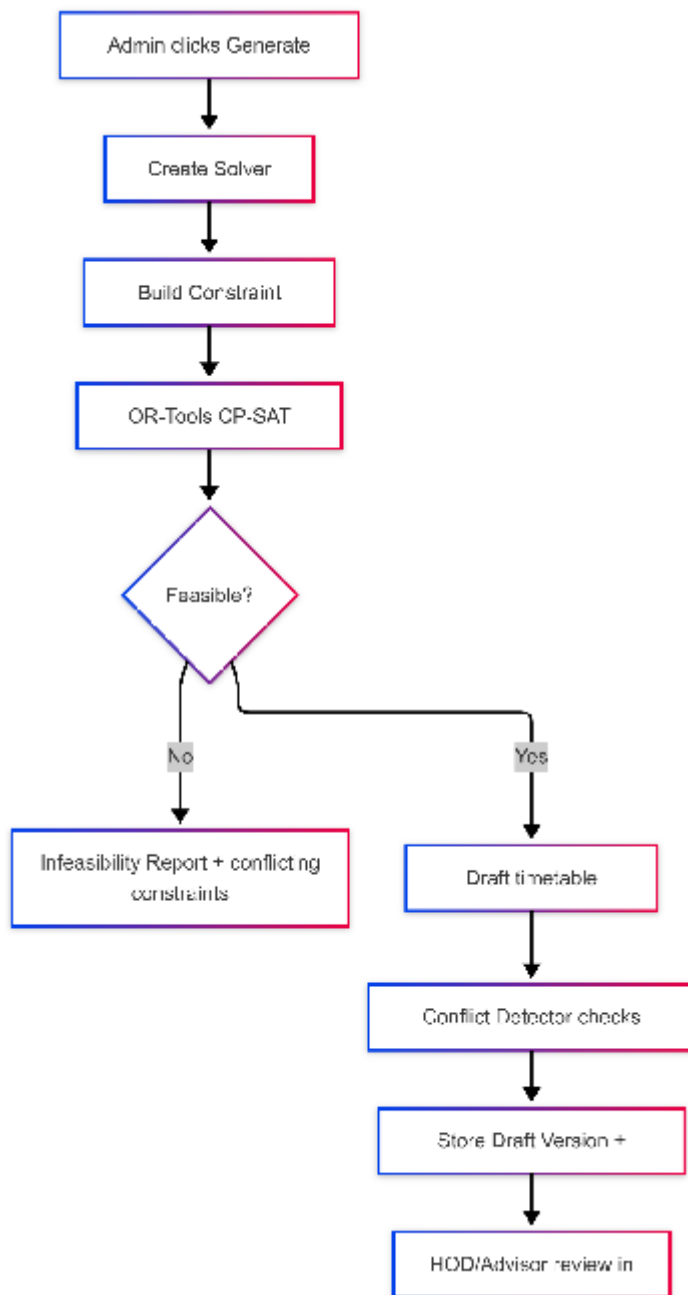 Admin clicks Generate
Create Solver
Build Constraint
OR-Tools CP-SAT
Feasible?
No
Yes
Infeasibility Report + conflicting
constraints
Draft timetable
Conflict Detector checks
Store Draft Version +
HOD/Advisor review in